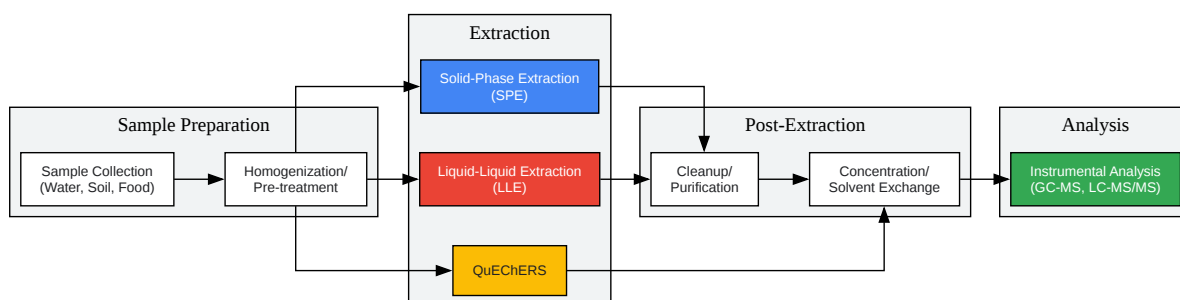 Extraction
Solid-Phase Extraction
(SPE)
Sample Preparation
Post-Extraction
Analysis
Sample Collection
(Water, Soil, Food)
Homogenization/
Pre-treatment
Liquid-Liquid Extraction
(LLE)
Cleanup/
Purification
Concentration/
Solvent Exchange
Instrumental Analysis
(GC-MS, LC-MS/MS)
QuEChERS